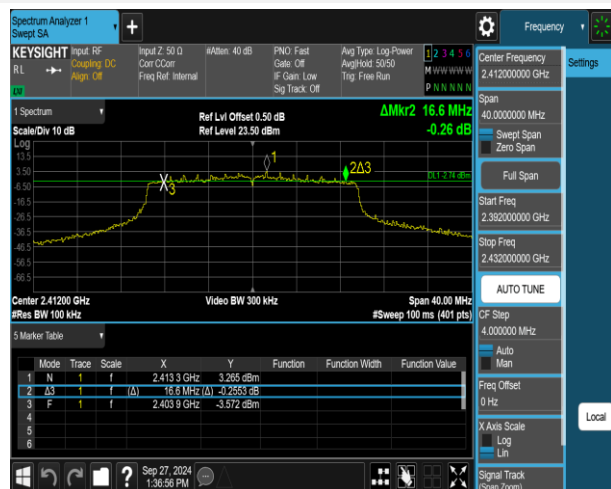 Spectrum Analyzer 1
Swept SA
Frequency
KEYSIGHT
Input: RF
Coupling: DC
Align: Off
Input Z: 50 Ω
Corr CCorr
Freq Ref: Internal
#Atten: 40 dB
PNO: Fast
Gate: Off
IF Gain: Low
Sig Track: Off
Avg Type: Log-Power
Avg|Hold: 50/50
Trig: Free Run
1 2 3 4 5 6
M W W W W W
P N N N N N
RL
1 Spectrum
Scale/Div 10 dB
Log
Ref Lvl Offset 0.50 dB
Ref Level 23.50 dBm
ΔMkr2 16.6 MHz
-0.26 dB
13.5
3.50
-6.50
-16.5
-26.5
-36.5
-46.5
-56.5
-66.5
1
2Δ3
3
DL1 -2.74 dBm
Center 2.41200 GHz
#Res BW 100 kHz
Video BW 300 kHz
Span 40.00 MHz
#Sweep 100 ms (401 pts)
5 Marker Table
Mode Trace Scale X Y Function Function Width Function Value
1 N 1 f 2.413 3 GHz 3.265 dBm
2 Δ3 1 f (Δ) 16.6 MHz (Δ) -0.2553 dB
3 F 1 f 2.403 9 GHz -3.572 dBm
4
5
6
?
Sep 27, 2024
1:36:56 PM
Center Frequency
2.412000000 GHz
Span
40.0000000 MHz
Swept Span
Zero Span
Full Span
Start Freq
2.392000000 GHz
Stop Freq
2.432000000 GHz
AUTO TUNE
CF Step
4.000000 MHz
Auto
Man
Freq Offset
0 Hz
X Axis Scale
Log
Lin
Signal Track
(Span Zoom)
Settings
Local